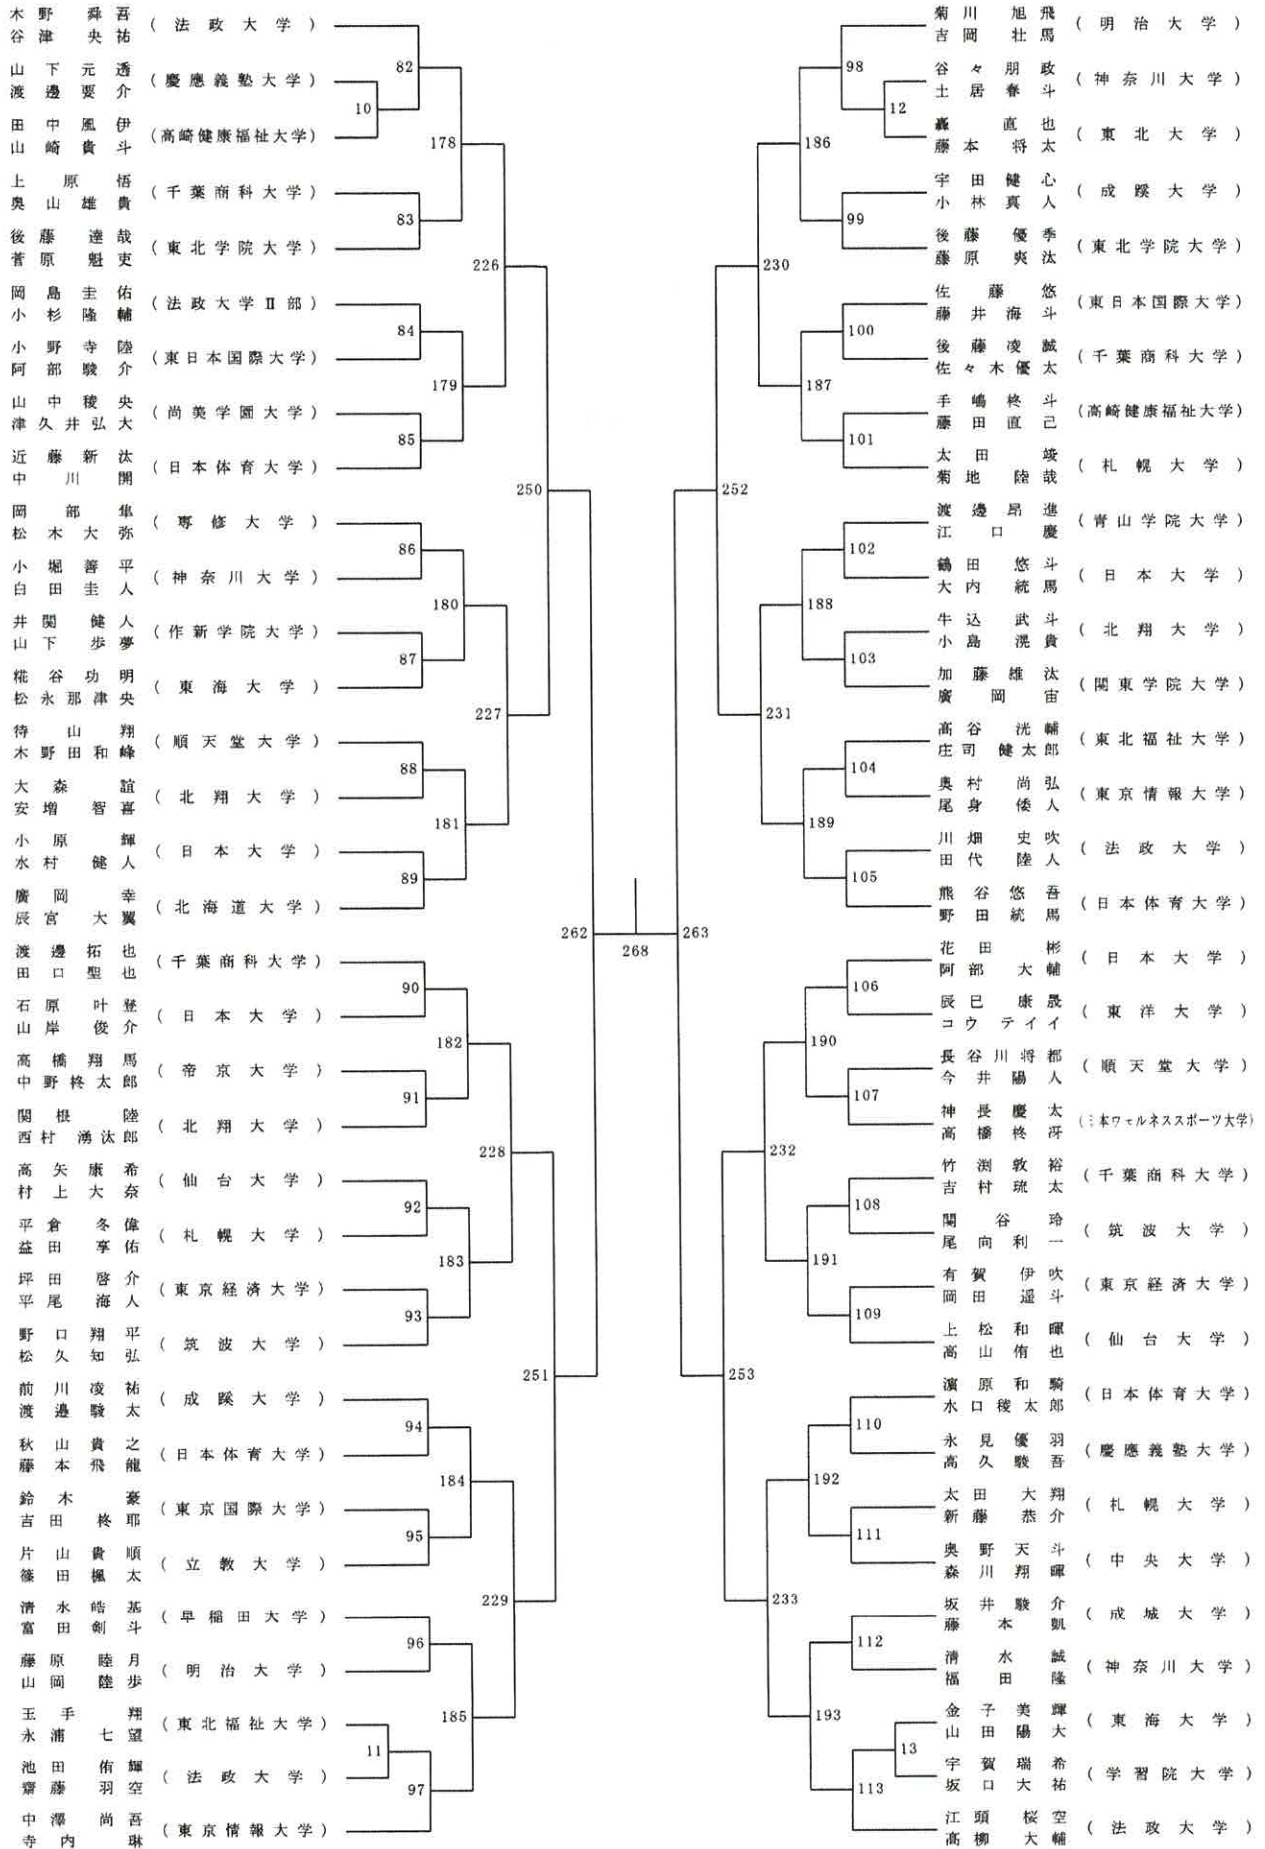 木野 舜吾
谷津 央祐
(法政大学)
山下元透
渡邊要介
(慶應義塾大学)
田中風伊
山崎貴斗
(高崎健康福祉大学)
上原 悟
奥山雄貴
(千葉商科大学)
後藤 達哉
菅原 魁吏
(東北学院大学)
岡島圭佑
小杉隆輔
(法政大学Ⅱ部)
小野寺陸
阿部駿介
(東日本国際大学)
山中稜央
津久井弘大
(尚美学園大学)
近藤新汰
中川 開
(日本体育大学)
岡部 隼
松木大弥
(専修大学)
小堀善平
白田圭人
(神奈川大学)
井関 健人
山下 歩夢
(作新学院大学)
糀谷功明
松永那津央
(東海大学)
待山 翔
木野田和峰
(順天堂大学)
大森 誼
安増 智喜
(北翔大学)
小原 輝
水村 健人
(日本大学)
廣岡 幸
辰宮 大翼
(北海道大学)
渡邊拓也
田口聖也
(千葉商科大学)
石原 叶登
山岸 俊介
(日本大学)
高橋翔馬
中野柊太郎
(帝京大学)
関根 陸
西村 湧汰郎
(北翔大学)
高矢康希
村上大奈
(仙台大学)
平倉 冬偉
益田 享佑
(札幌大学)
坪田 啓介
平尾 海人
(東京経済大学)
野口翔平
松久知弘
(筑波大学)
前川凌祐
渡邉駿太
(成蹊大学)
秋山貴之
藤本飛龍
(日本体育大学)
鈴木 豪
吉田 柊耶
(東京国際大学)
片山貴順
篠田楓太
(立教大学)
清水皓基
富田剣斗
(早稲田大学)
藤原 睦月
山岡 陸歩
(明治大学)
王手 翔
永浦 七望
(東北福祉大学)
池田 侑輝
齋藤 羽空
(法政大学)
中澤 尚吾
寺内 琳
(東京情報大学)
82
10
178
83
226
84
179
85
250
86
180
87
227
88
181
89
262
90
182
91
228
92
183
93
251
94
184
95
229
96
185
11
97
268
263
98
12
186
99
230
100
187
101
252
102
188
103
231
104
189
105
106
190
107
232
108
191
109
253
110
192
111
233
112
193
13
113
菊川 旭飛
吉岡 壮馬
(明治大学)
谷々朋政
土居春斗
(神奈川大学)
轟 直也
藤本 将太
(東北大学)
宇田健心
小林真人
(成蹊大学)
後藤 優季
藤原 爽汰
(東北学院大学)
佐藤 悠
藤井海斗
(東日本国際大学)
後藤凌誠
佐々木優太
(千葉商科大学)
手嶋柊斗
藤田直己
(高崎健康福祉大学)
太田 竣
菊地 陸哉
(札幌大学)
渡邊昂進
江口 慶
(青山学院大学)
鶴田 悠斗
大内 統馬
(日本大学)
牛込 武斗
小島 滉貴
(北翔大学)
加藤雄汰
廣岡 宙
(関東学院大学)
高谷 洸輔
庄司 健太郎
(東北福祉大学)
奥村 尚弘
尾身 倭人
(東京情報大学)
川畑 史吹
田代 陸人
(法政大学)
熊谷悠吾
野田統馬
(日本体育大学)
花田 彬
阿部 大輔
(日本大学)
辰巳 康晟
コウ テイイ
(東洋大学)
長谷川将都
今井陽人
(順天堂大学)
神長慶太
高橋柊冴
(日本ウェルネススポーツ大学)
竹渕敦裕
吉村琉太
(千葉商科大学)
関谷 玲
尾向利一
(筑波大学)
有賀 伊吹
岡田 遥斗
(東京経済大学)
上松和暉
高山侑也
(仙台大学)
濵原和騎
水口稜太郎
(日本体育大学)
永見優羽
高久駿吾
(慶應義塾大学)
太田 大翔
新藤 恭介
(札幌大学)
奥野天斗
森川翔暉
(中央大学)
坂井駿介
藤本 凱
(成城大学)
清水 誠
福田 隆
(神奈川大学)
金子美輝
山田陽大
(東海大学)
宇賀瑞希
坂口大祐
(学習院大学)
江頭 桜空
高柳 大輔
(法政大学)